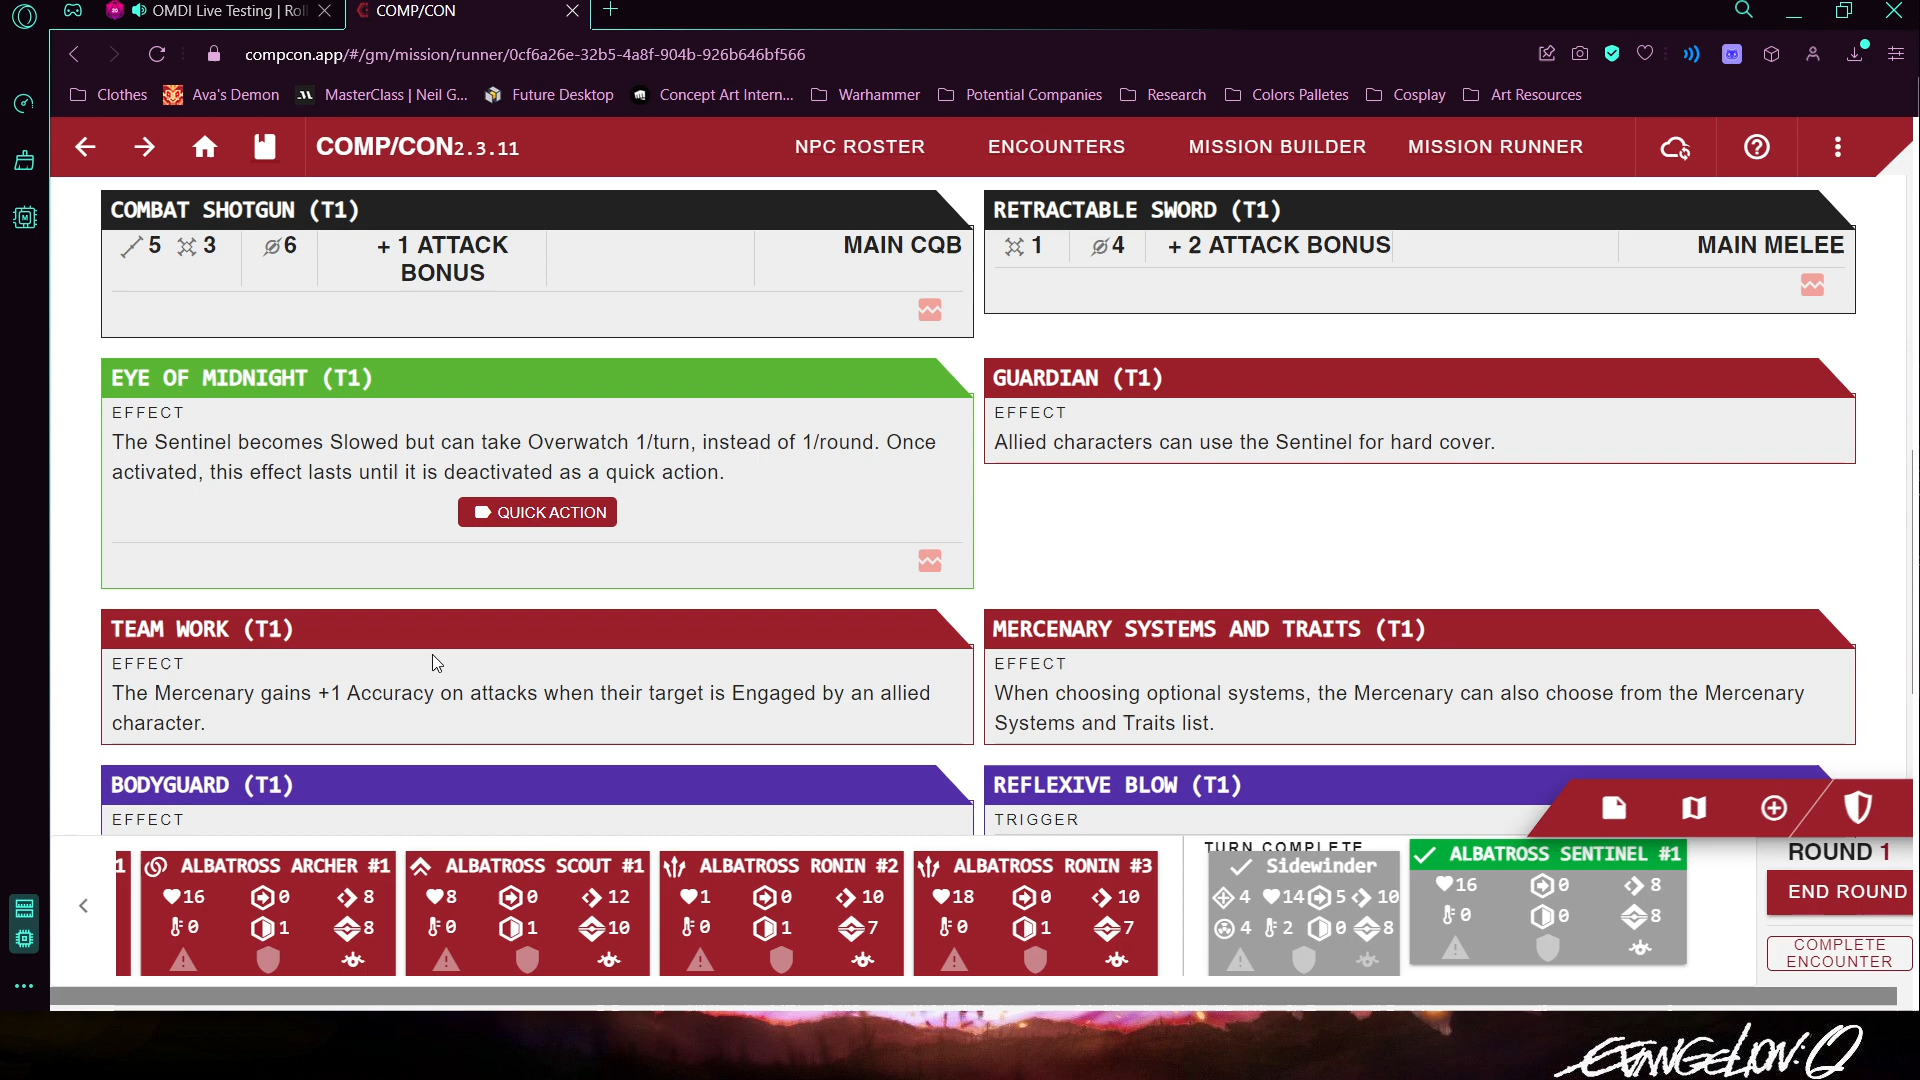 OMDI Live Testing | Rol
COMP/CON
compcon.app/#/gm/mission/runner/0cf6a26e-32b5-4a8f-904b-926b646bf566
Clothes
Ava's Demon
MasterClass | Neil G...
Future Desktop
Concept Art Intern...
Warhammer
Potential Companies
Research
Colors Palletes
Cosplay
Art Resources
COMP/CON 2.3.11
NPC ROSTER
ENCOUNTERS
MISSION BUILDER
MISSION RUNNER
COMBAT SHOTGUN (T1)
5 3 6 + 1 ATTACK BONUS MAIN CQB
RETRACTABLE SWORD (T1)
1 4 + 2 ATTACK BONUS MAIN MELEE
EYE OF MIDNIGHT (T1)
EFFECT
The Sentinel becomes Slowed but can take Overwatch 1/turn, instead of 1/round. Once
activated, this effect lasts until it is deactivated as a quick action.
QUICK ACTION
GUARDIAN (T1)
EFFECT
Allied characters can use the Sentinel for hard cover.
TEAM WORK (T1)
EFFECT
The Mercenary gains +1 Accuracy on attacks when their target is Engaged by an allied
character.
MERCENARY SYSTEMS AND TRAITS (T1)
EFFECT
When choosing optional systems, the Mercenary can also choose from the Mercenary
Systems and Traits list.
BODYGUARD (T1)
EFFECT
REFLEXIVE BLOW (T1)
TRIGGER
1
ALBATROSS ARCHER #1
16 0 8
0 1 8
ALBATROSS SCOUT #1
8 0 12
0 1 10
ALBATROSS RONIN #2
1 0 10
0 1 7
ALBATROSS RONIN #3
18 0 10
0 1 7
TURN COMPLETE
Sidewinder
4 14 5 10
4 2 0 8
ALBATROSS SENTINEL #1
16 0 8
0 0 8
ROUND 1
END ROUND
COMPLETE
ENCOUNTER
EVANGELION:Q